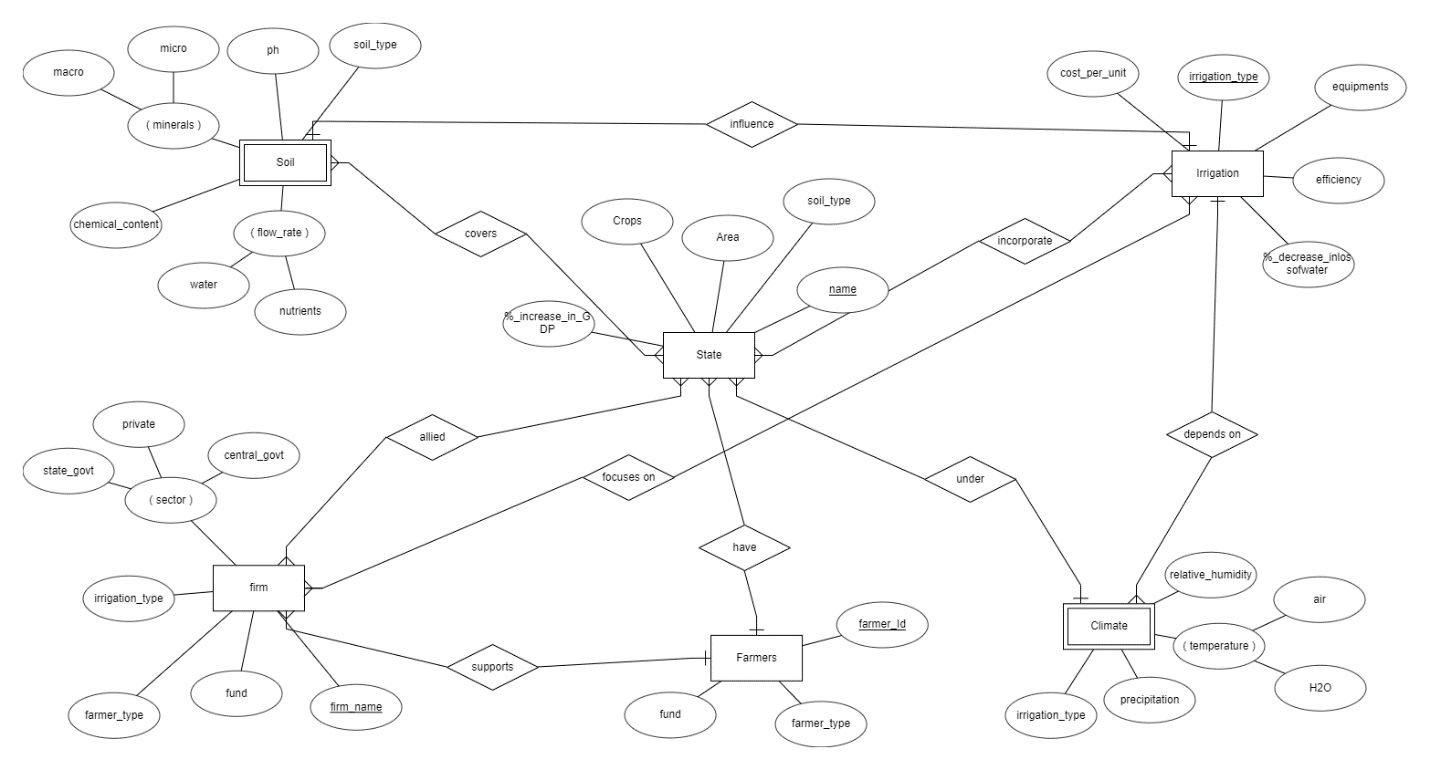 micro
ph
soil_type
macro
( minerals )
cost_per_unit
irrigation_type
equipments
influence
Soil
Irrigation
efficiency
chemical_content
( flow_rate )
water
nutrients
covers
Crops
Area
soil_type
incorporate
%_decrease_inlos
sofwater
name
%_increase_in_G
DP
State
private
state_govt
central_govt
( sector )
allied
focuses on
under
depends on
have
firm
irrigation_type
farmer_type
fund
firm_name
supports
Farmers
farmer_Id
fund
farmer_type
Climate
relative_humidity
air
( temperature )
H2O
irrigation_type
precipitation